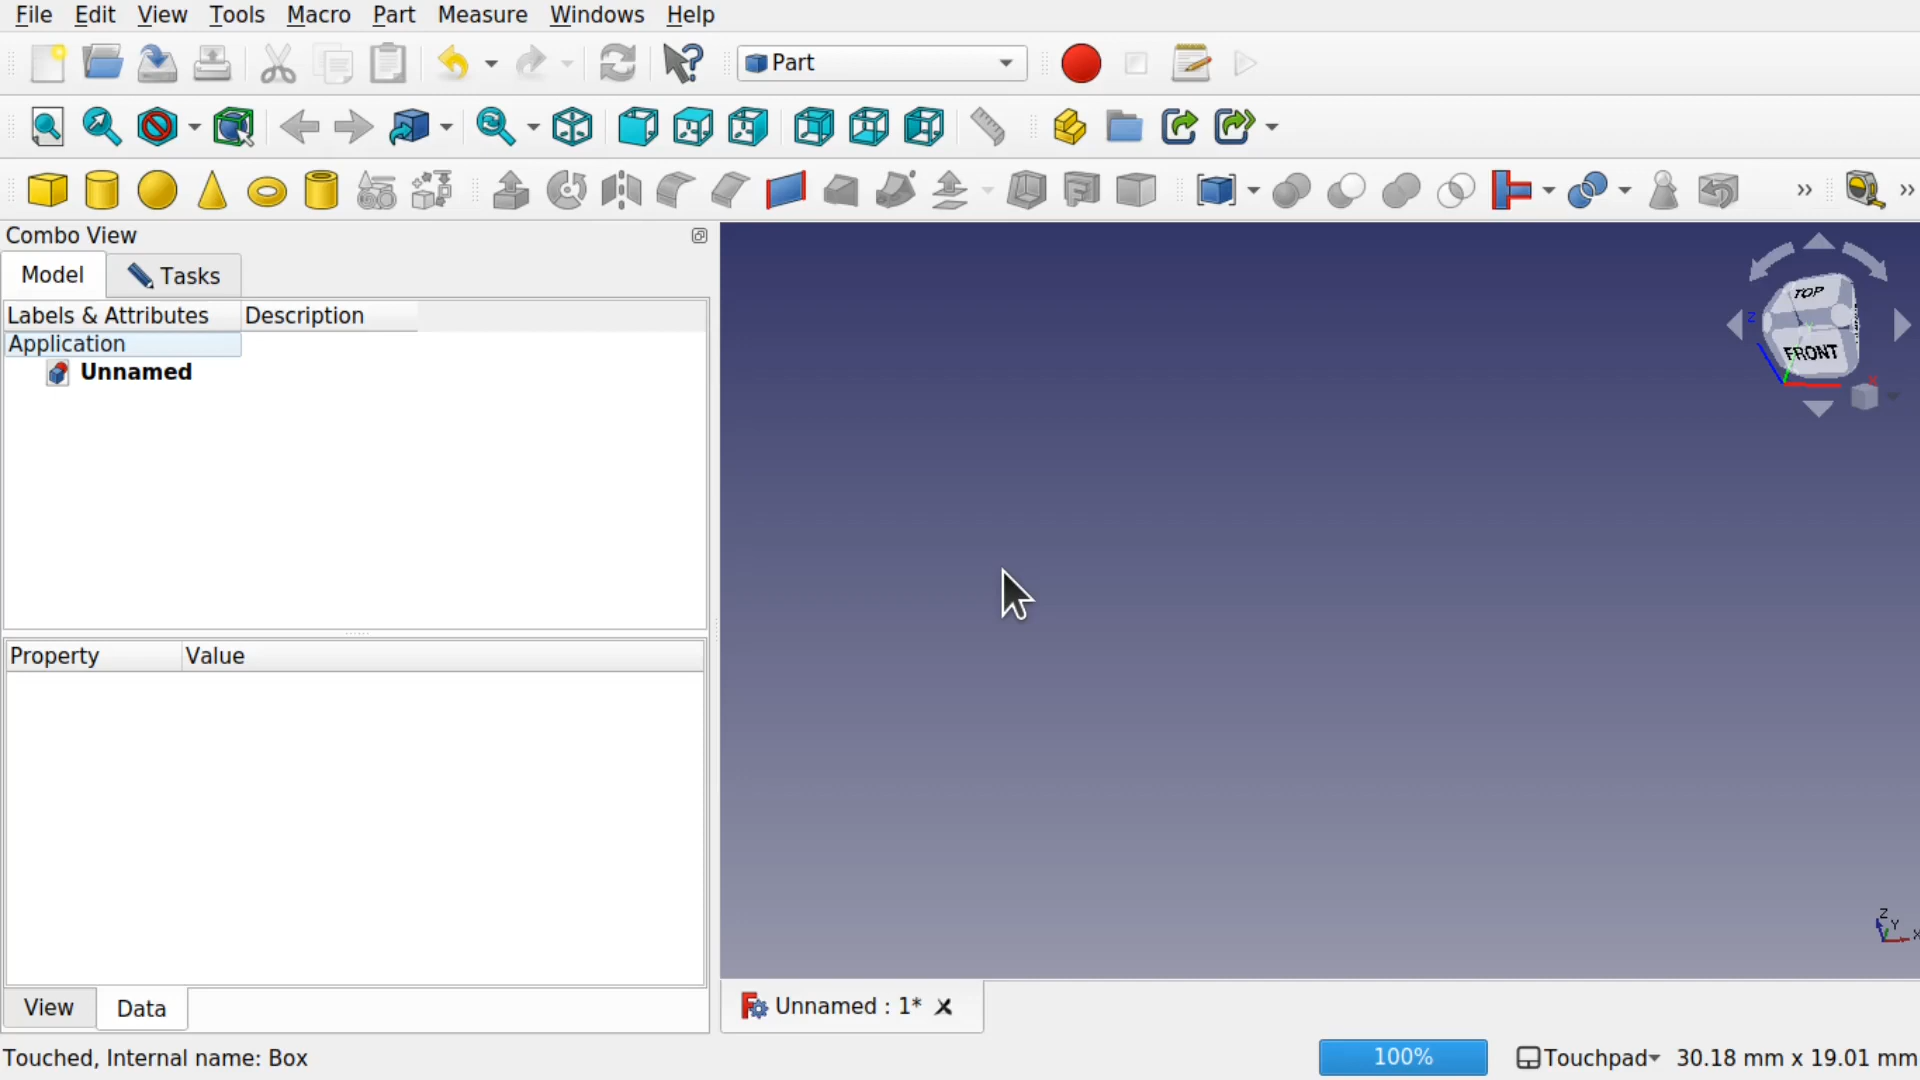 File Edit View Tools Macro Part Measure Windows Help
Part
Combo View
Model Tasks
Labels & Attributes Description
Application
Unnamed
TOP
FRONT
Z
Y
X
Property Value
Z
Y
X
View Data
Unnamed : 1*
Touched, Internal name: Box
100% Touchpad 30.18 mm x 19.01 mm